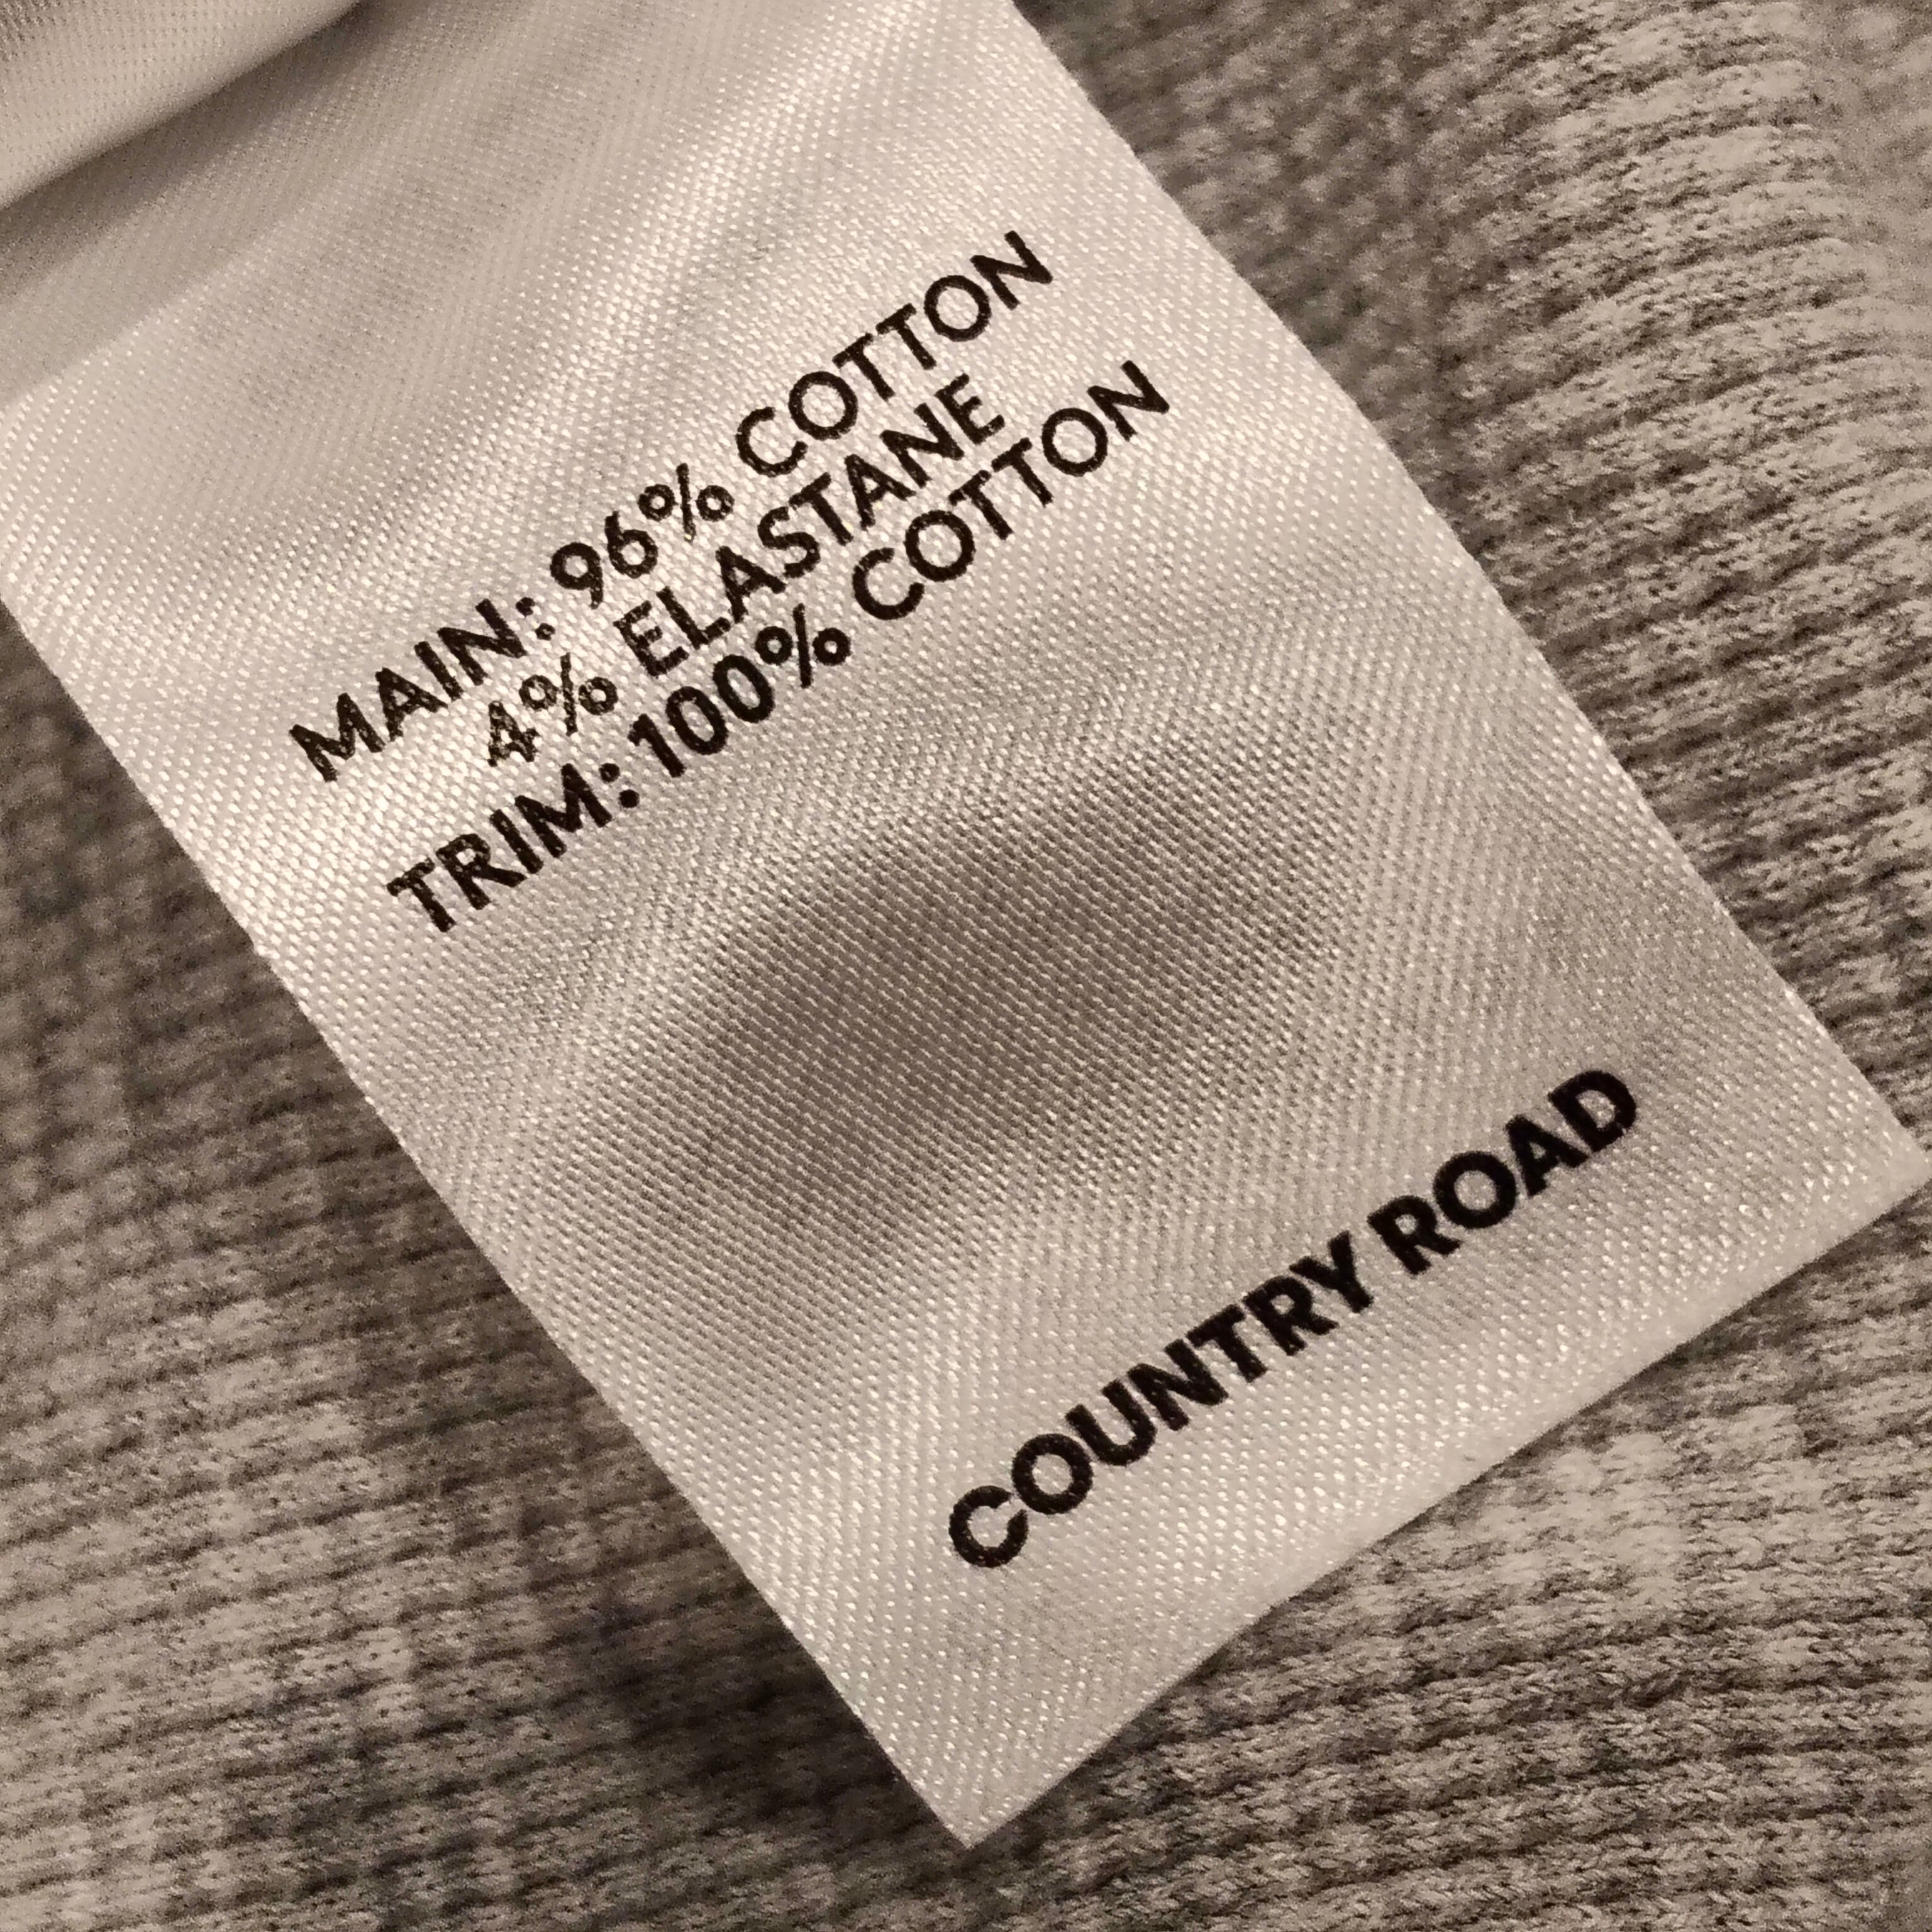 MAIN: 96% COTTON
4% ELASTANE
TRIM: 100% COTTON
COUNTRY ROAD